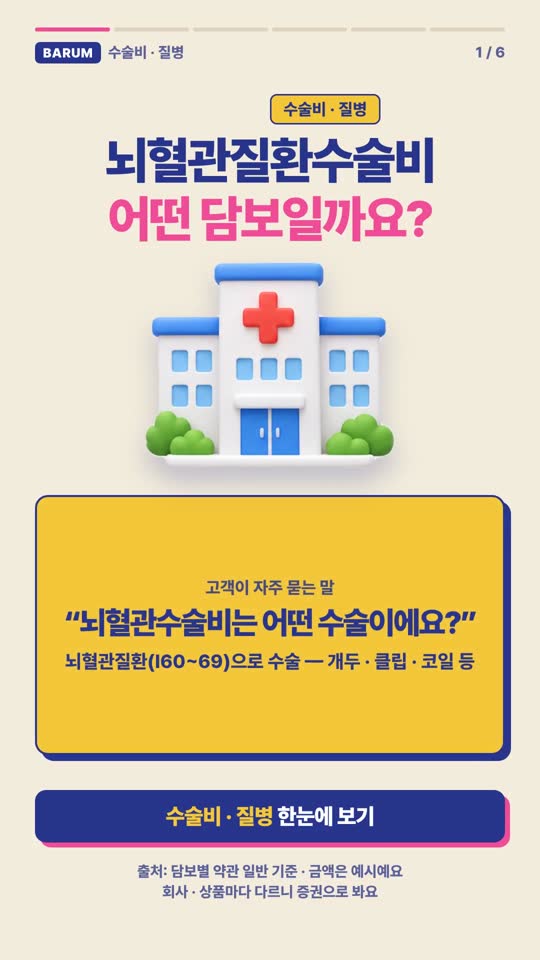 BARUM 수술비 · 질병 1 / 6
수술비 · 질병
뇌혈관질환수술비
어떤 담보일까요?
고객이 자주 묻는 말
“뇌혈관수술비는 어떤 수술이에요?”
뇌혈관질환(I60~69)으로 수술 — 개두 · 클립 · 코일 등
수술비 · 질병 한눈에 보기
출처: 담보별 약관 일반 기준 · 금액은 예시예요
회사 · 상품마다 다르니 증권으로 봐요